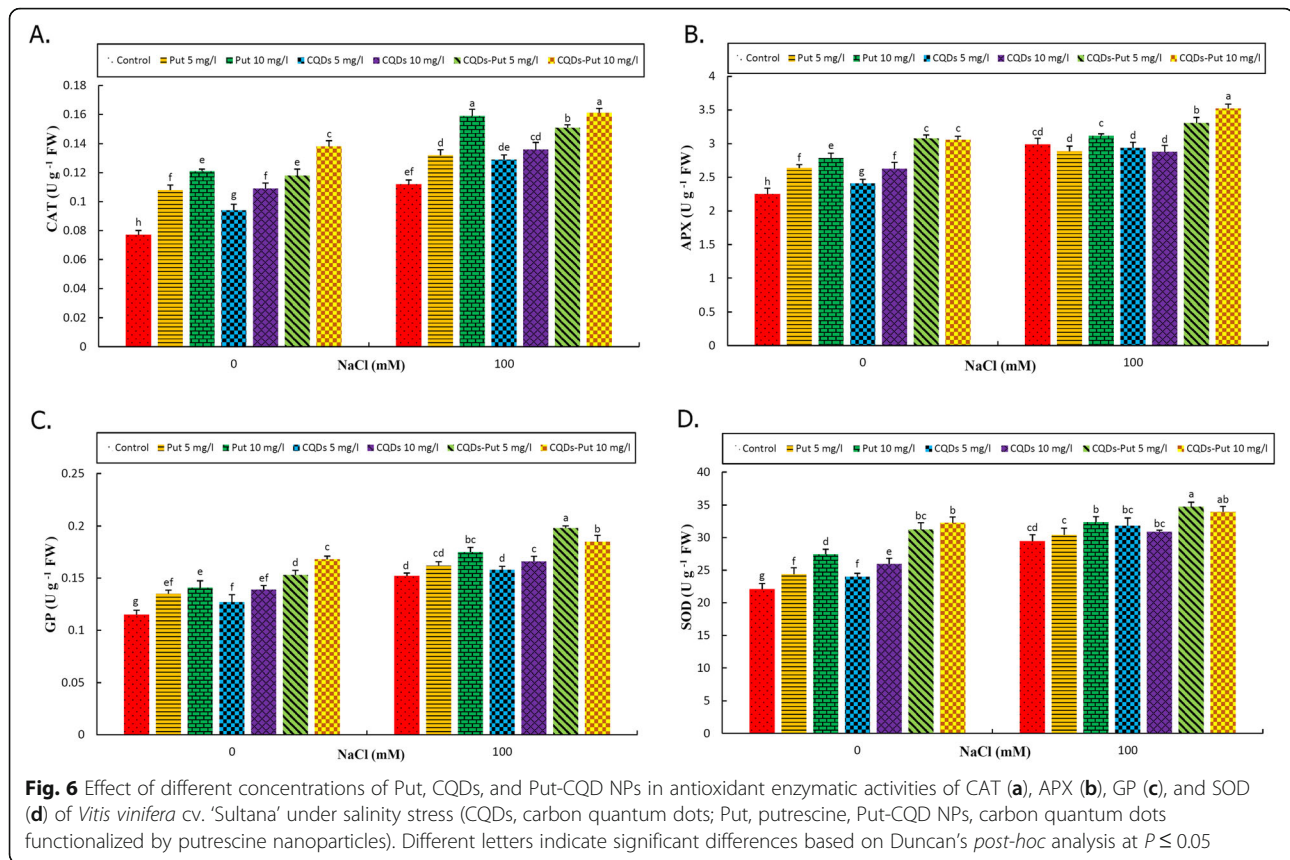 A.
Control Put 5 mg/l Put 10 mg/l CQDs 5 mg/l CQDs 10 mg/l CQDs-Put 5 mg/l CQDs-Put 10 mg/l
CAT (U g -1 FW)
0.18
0.16
0.14
0.12
0.1
0.08
0.06
0.04
0.02
0
h f e g f e c ef d a de cd b a
0 NaCl (mM) 100
B.
Control Put 5 mg/l Put 10 mg/l CQDs 5 mg/l CQDs 10 mg/l CQDs-Put 5 mg/l CQDs-Put 10 mg/l
APX (U g -1 FW)
4
3.5
3
2.5
2
1.5
1
0.5
0
h f e g f c c cd d c d d b a
0 NaCl (mM) 100
C.
Control Put 5 mg/l Put 10 mg/l CQDs 5 mg/l CQDs 10 mg/l CQDs-Put 5 mg/l CQDs-Put 10 mg/l
GP (U g -1 FW)
0.25
0.2
0.15
0.1
0.05
0
g ef e f ef d c d cd bc d c a b
0 NaCl (mM) 100
D.
Control Put 5 mg/l Put 10 mg/l CQDs 5 mg/l CQDs 10 mg/l CQDs-Put 5 mg/l CQDs-Put 10 mg/l
SOD (U g -1 FW)
40
35
30
25
20
15
10
5
0
g f d f e bc b cd c b bc bc a ab
0 NaCl (mM) 100
Fig. 6 Effect of different concentrations of Put, CQDs, and Put-CQD NPs in antioxidant enzymatic activities of CAT (a), APX (b), GP (c), and SOD
(d) of Vitis vinifera cv. ‘Sultana’ under salinity stress (CQDs, carbon quantum dots; Put, putrescine, Put-CQD NPs, carbon quantum dots
functionalized by putrescine nanoparticles). Different letters indicate significant differences based on Duncan’s post-hoc analysis at P ≤ 0.05